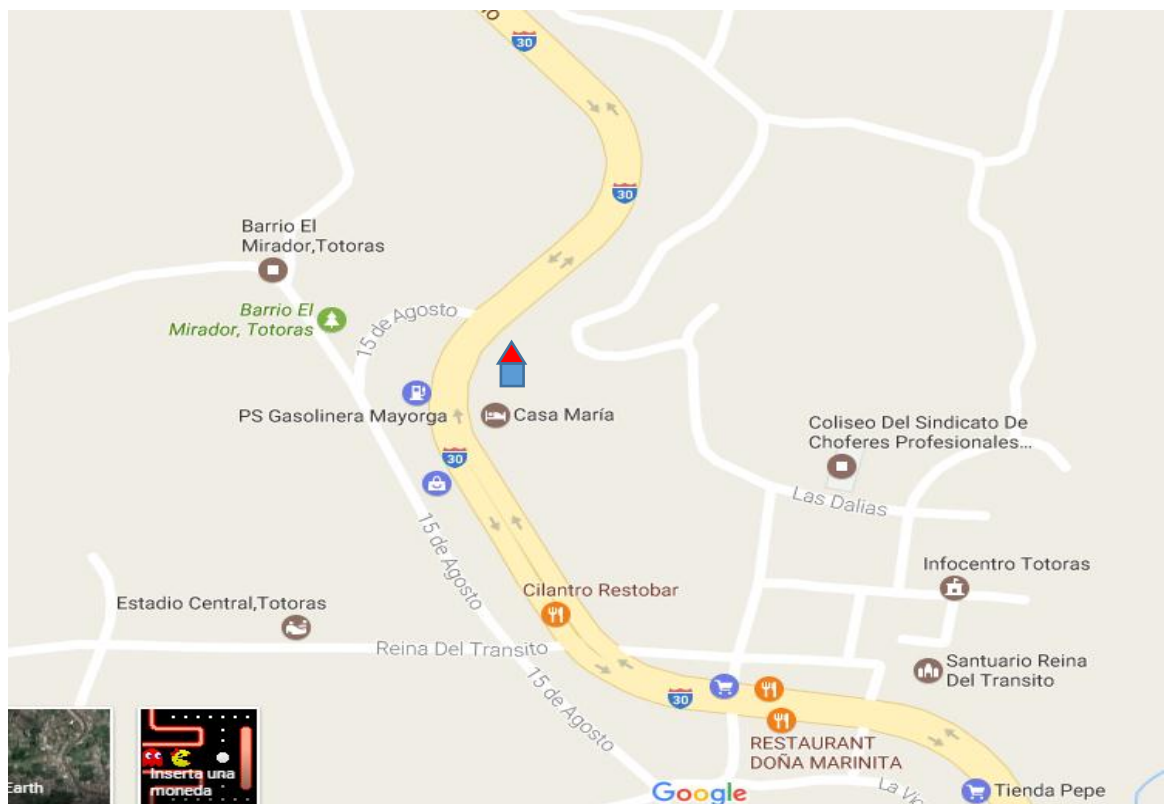 30
30
Barrio El
Mirador,Totoras
Barrio El
Mirador, Totoras
15 de Agosto
PS Gasolinera Mayorga
Casa María
Coliseo Del Sindicato De
Choferes Profesionales...
30
Las Dalias
15 de Agosto
Infocentro Totoras
Cilantro Restobar
Estadio Central,Totoras
Reina Del Transito
Santuario Reina
Del Transito
15 de Agosto
30
RESTAURANT
DOÑA MARINITA
Earth
Inserta una
moneda
Google
La
Tienda Pepe